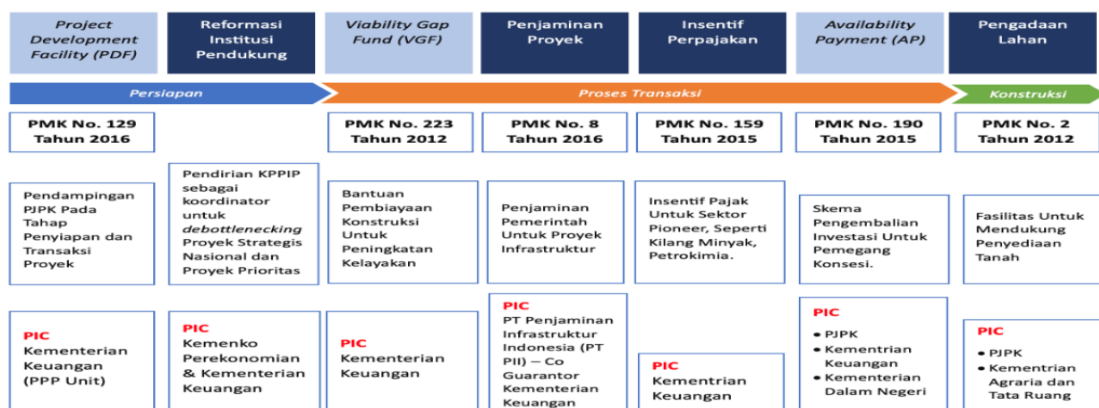 Project
Development
Facility (PDF)
Reformasi
Institusi
Pendukung
Viability Gap
Fund (VGF)
Penjaminan
Proyek
Insentif
Perpajakan
Availability
Payment (AP)
Pengadaan
Lahan
Persiapan
Proses Transaksi
Konstruksi
PMK No. 129
Tahun 2016
PMK No. 223
Tahun 2012
PMK No. 8
Tahun 2016
PMK No. 159
Tahun 2015
PMK No. 190
Tahun 2015
PMK No. 2
Tahun 2012
Pendampingan
PJPK Pada
Tahap
Penyiapan dan
Transaksi
Proyek
Pendirian KPPIP
sebagai
koordinator
untuk
debottlenecking
Proyek Strategis
Nasional dan
Proyek Prioritas
Bantuan
Pembiayaan
Konstruksi
Untuk
Peningkatan
Kelayakan
Penjaminan
Pemerintah
Untuk Proyek
Infrastruktur
Insentif Pajak
Untuk Sektor
Pioneer, Seperti
Kilang Minyak,
Petrokimia.
Skema
Pengembalian
Investasi Untuk
Pemegang
Konsesi.
Fasilitas Untuk
Mendukung
Penyediaan
Tanah
PIC
Kementerian
Keuangan
(PPP Unit)
PIC
Kemenko
Perekonomian
& Kementerian
Keuangan
PIC
Kementerian
Keuangan
PIC
PT Penjaminan
Infrastruktur
Indonesia (PT
PII) – Co
Guarantor
Kementerian
Keuangan
PIC
Kementrian
Keuangan
PIC
• PJPK
• Kementrian
Keuangan
• Kementerian
Dalam Negeri
PIC
• PJPK
• Kementrian
Agraria dan
Tata Ruang